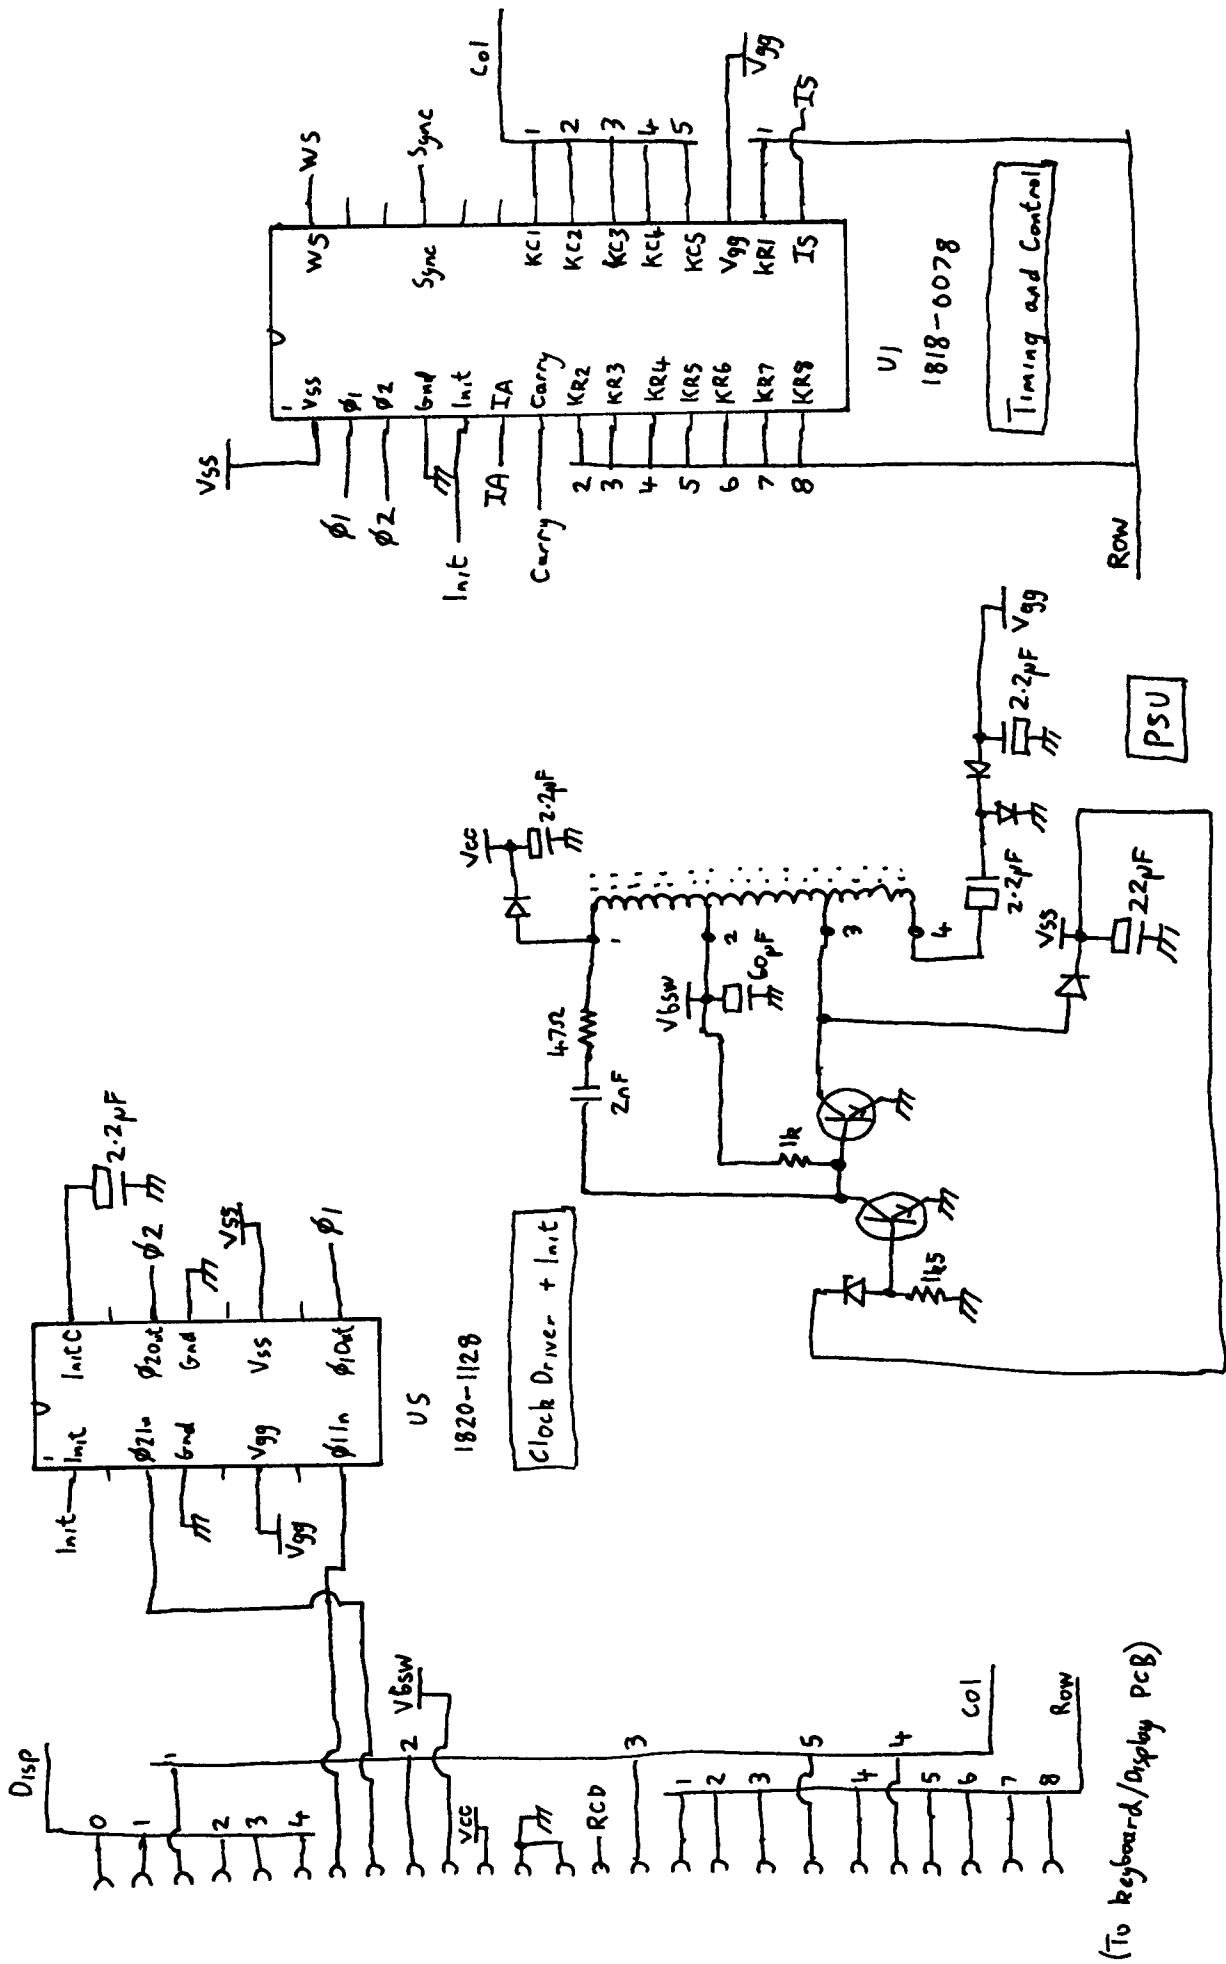 Disp
0
1
1
2
3
4
2
Vbsw
Vcc
RCD
3
1
2
3
5
4
4
5
6
7
8
Col
Row
(To keyboard/Display PCB)
Init
1
Init
InitC
2.2µF
Φ2In
Φ2Out
Φ2
Gnd
Gnd
Vgg
Vgg
Vss
Vss
Φ1In
Φ1Out
Φ1
U5
1820-1128
Clock Driver + Init
Vcc
2.2µF
47Ω
2nF
1
Vbsw
60µF
2
1k
3
4
1k5
2.2µF
2.2µF
Vgg
Vss
22µF
PSU
Vss
1
Vss
WS
WS
Φ1
Φ1
Φ2
Φ2
Gnd
Sync
Sync
Init
Init
IA
IA
Carry
Carry
KC1
1
Col
2
KR2
KC2
2
3
KR3
KC3
3
4
KR4
KC4
4
5
KR5
KC5
5
6
KR6
Vgg
Vgg
7
KR7
KR1
1
8
KR8
IS
IS
U1
1818-0078
Timing and Control
Row